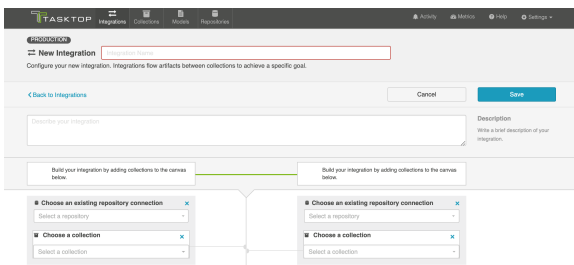 TASKTOP
Integrations
Collections
Models
Repositories
Activity
Metrics
Help
Settings
PRODUCTION
New Integration
Integration Name
Configure your new integration. Integrations flow artifacts between collections to achieve a specific goal.
Back to Integrations
Cancel
Save
Describe your integration
Description
Write a brief description of your
integration.
Build your integration by adding collections to the canvas
below.
Build your integration by adding collections to the canvas
below.
Choose an existing repository connection
Select a repository
Choose a collection
Select a collection
Choose an existing repository connection
Select a repository
Choose a collection
Select a collection